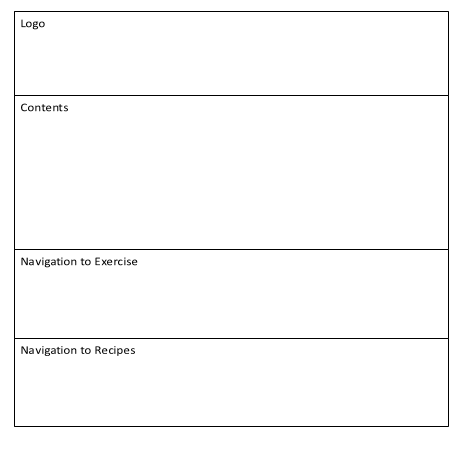 Logo
Contents
Navigation to Exercise
Navigation to Recipes